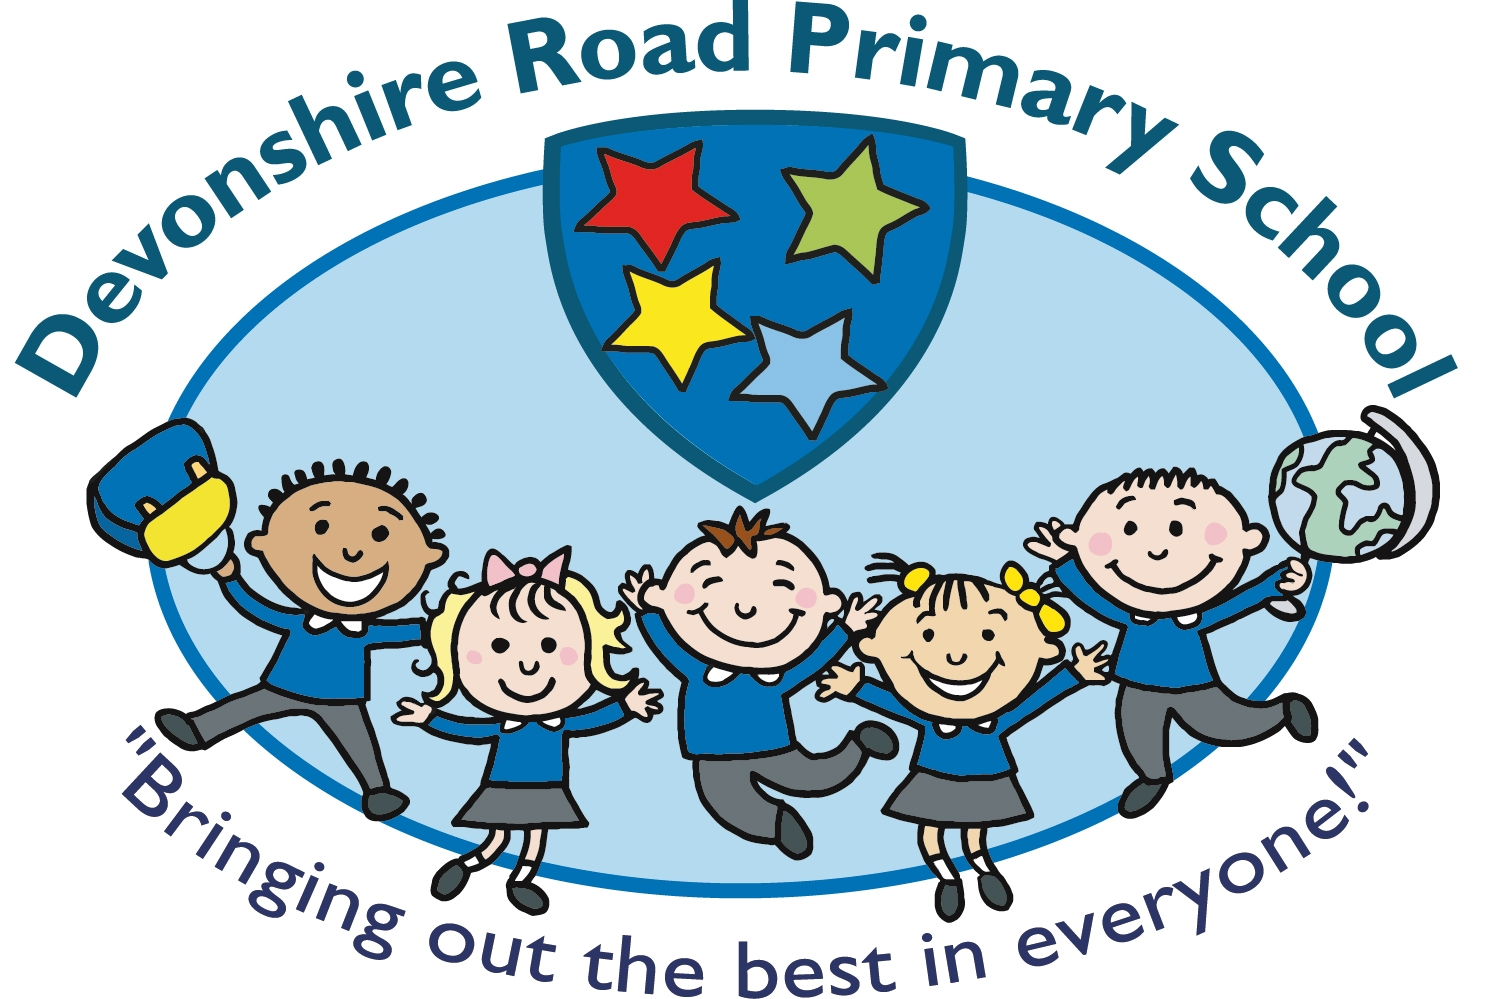 Devonshire Road Primary School
"Bringing out the best in everyone!"